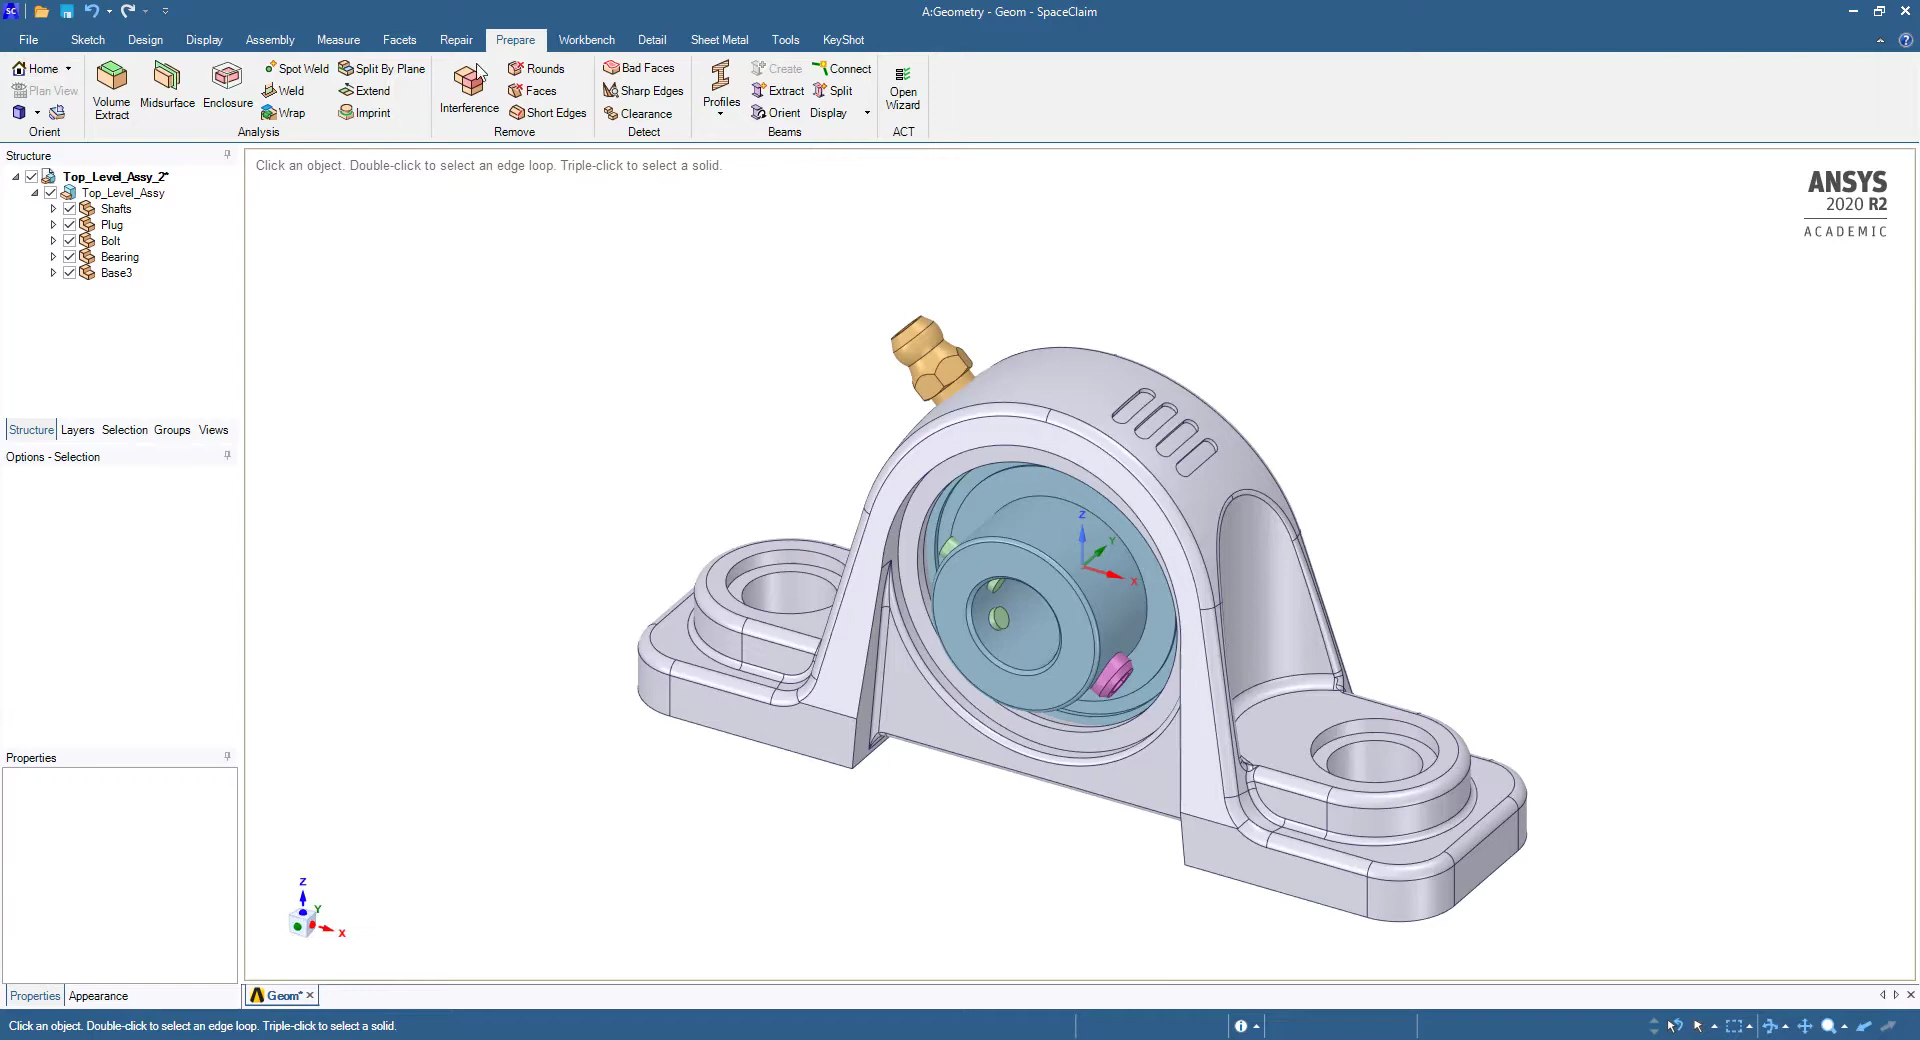 A:Geometry - Geom - SpaceClaim
File Sketch Design Display Assembly Measure Facets Repair Prepare Workbench Detail Sheet Metal Tools KeyShot
Home
Plan View
Orient
Volume Extract
Midsurface
Enclosure
Spot Weld
Weld
Wrap
Split By Plane
Extend
Imprint
Analysis
Interference
Rounds
Faces
Short Edges
Remove
Bad Faces
Sharp Edges
Clearance
Detect
Profiles
Create
Extract
Orient
Connect
Split
Display
Beams
Open Wizard
ACT
Structure
Top_Level_Assy_2*
Top_Level_Assy
Shafts
Plug
Bolt
Bearing
Base3
Structure Layers Selection Groups Views
Options - Selection
Properties
Properties Appearance
Click an object. Double-click to select an edge loop. Triple-click to select a solid.
ANSYS
2020 R2
ACADEMIC
Z
Y
X
Z
Y
X
Geom*
Click an object. Double-click to select an edge loop. Triple-click to select a solid.
SC